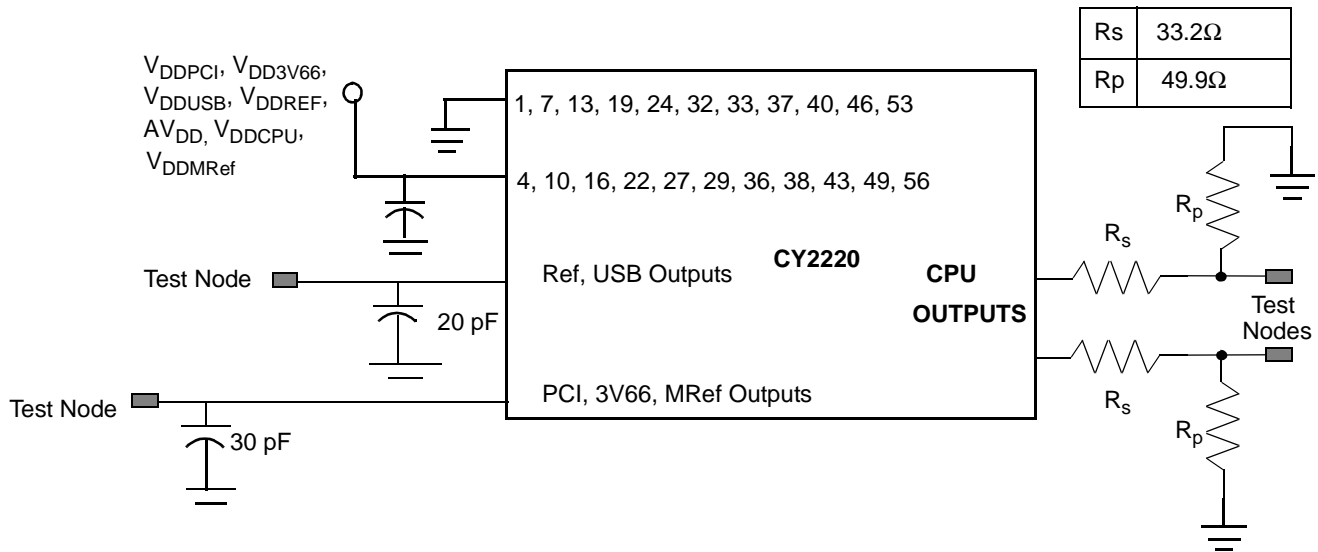 Rs 33.2Ω
Rp 49.9Ω
VDDPCI, VDD3V66,
VDDUSB, VDDREF,
AVDD, VDDCPU,
VDDMRef
1, 7, 13, 19, 24, 32, 33, 37, 40, 46, 53
4, 10, 16, 22, 27, 29, 36, 38, 43, 49, 56
Rp
Rs
Test Node
Ref, USB Outputs
CY2220
CPU
OUTPUTS
20 pF
Test
Nodes
Test Node
PCI, 3V66, MRef Outputs
30 pF
Rs
Rp